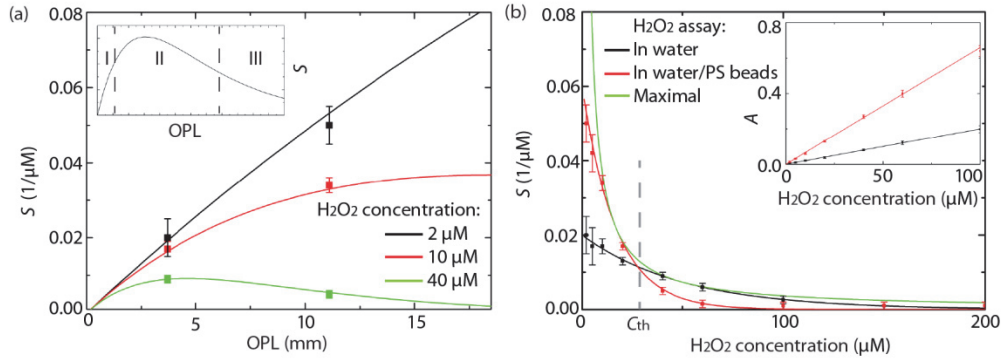 (a)
0.08
0.06
0.04
0.02
0.00
S (1/μM)
I
II
III
S
OPL
H2O2 concentration:
2 μM
10 μM
40 μM
0
5
10
15
OPL (mm)
(b)
0.08
0.06
0.04
0.02
0.00
S (1/μM)
H2O2 assay:
In water
In water/PS beads
Maximal
0.8
0.4
0.0
A
0
50
100
H2O2 concentration (μM)
0
Cth
100
200
H2O2 concentration (μM)